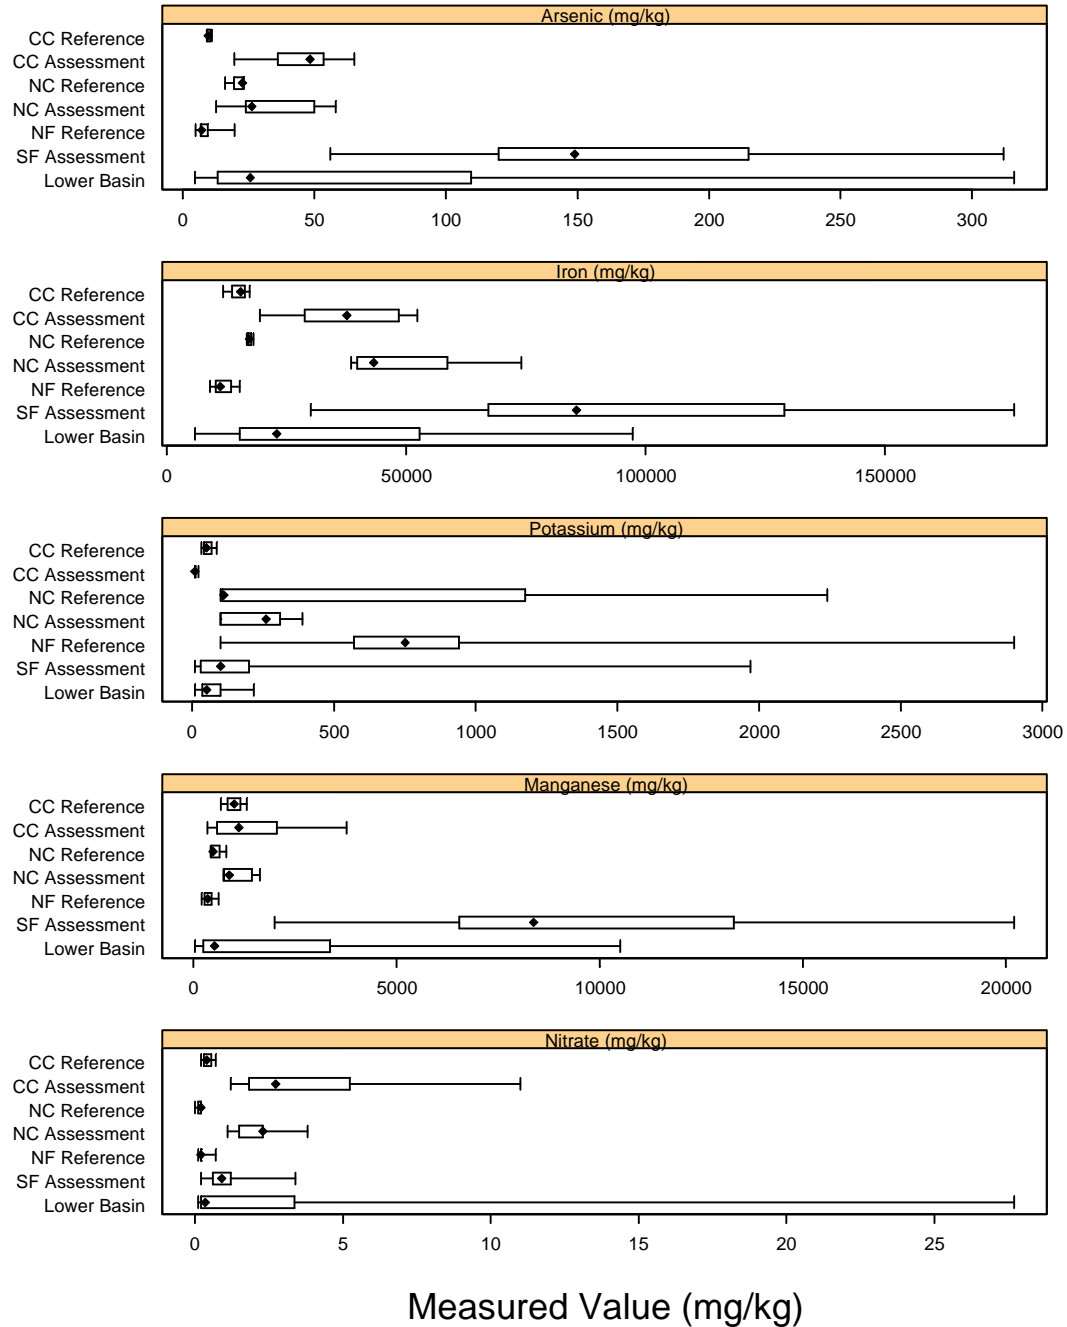 Arsenic (mg/kg)
CC Reference
CC Assessment
NC Reference
NC Assessment
NF Reference
SF Assessment
Lower Basin
0 50 100 150 200 250 300
Iron (mg/kg)
CC Reference
CC Assessment
NC Reference
NC Assessment
NF Reference
SF Assessment
Lower Basin
0 50000 100000 150000
Potassium (mg/kg)
CC Reference
CC Assessment
NC Reference
NC Assessment
NF Reference
SF Assessment
Lower Basin
0 500 1000 1500 2000 2500 3000
Manganese (mg/kg)
CC Reference
CC Assessment
NC Reference
NC Assessment
NF Reference
SF Assessment
Lower Basin
0 5000 10000 15000 20000
Nitrate (mg/kg)
CC Reference
CC Assessment
NC Reference
NC Assessment
NF Reference
SF Assessment
Lower Basin
0 5 10 15 20 25
Measured Value (mg/kg)